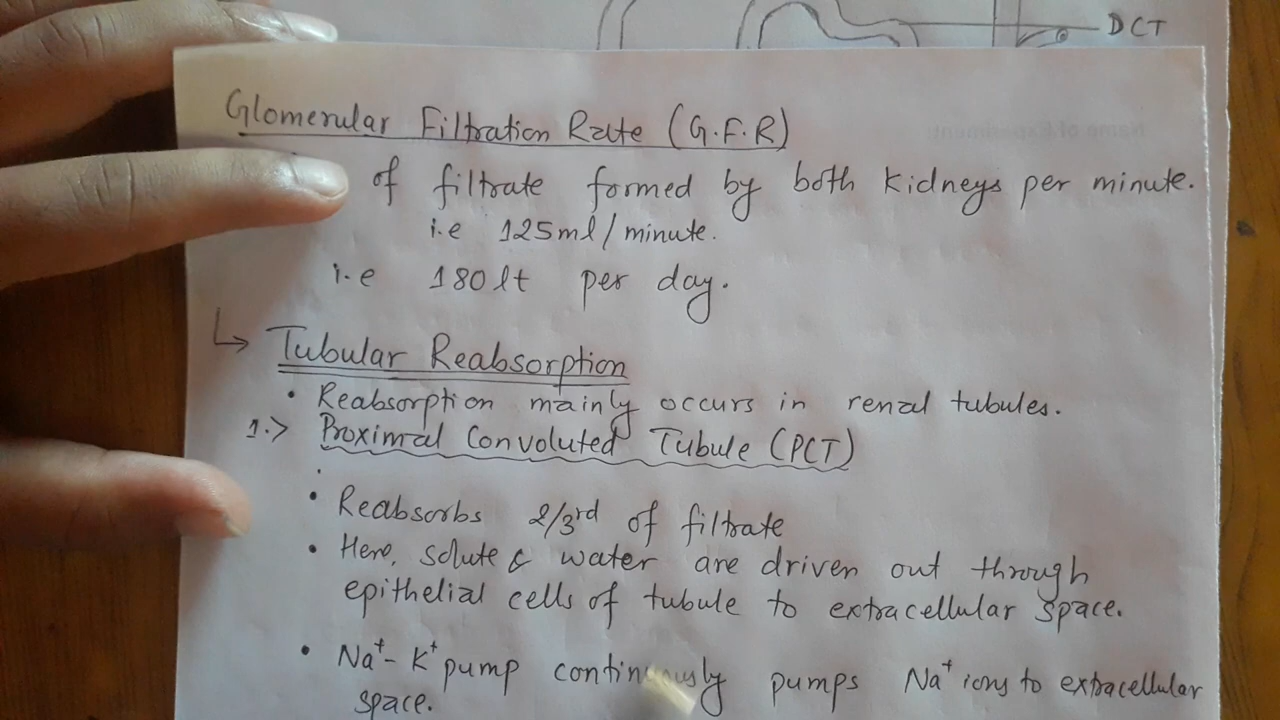 DCT
Glomerular Filtration Rate (G.F.R)
of filtrate formed by both kidneys per minute.
i.e 125ml/minute.
i.e 180lt per day.
↳ Tubular Reabsorption
• Reabsorption mainly occurs in renal tubules.
1.> Proximal Convoluted Tubule (PCT)
• Reabsorbs 2/3rd of filtrate
• Here, solute & water are driven out through
epithelial cells of tubule to extracellular space.
• Na⁺- K⁺ pump continuously pumps Na⁺ ions to extracellular
space.